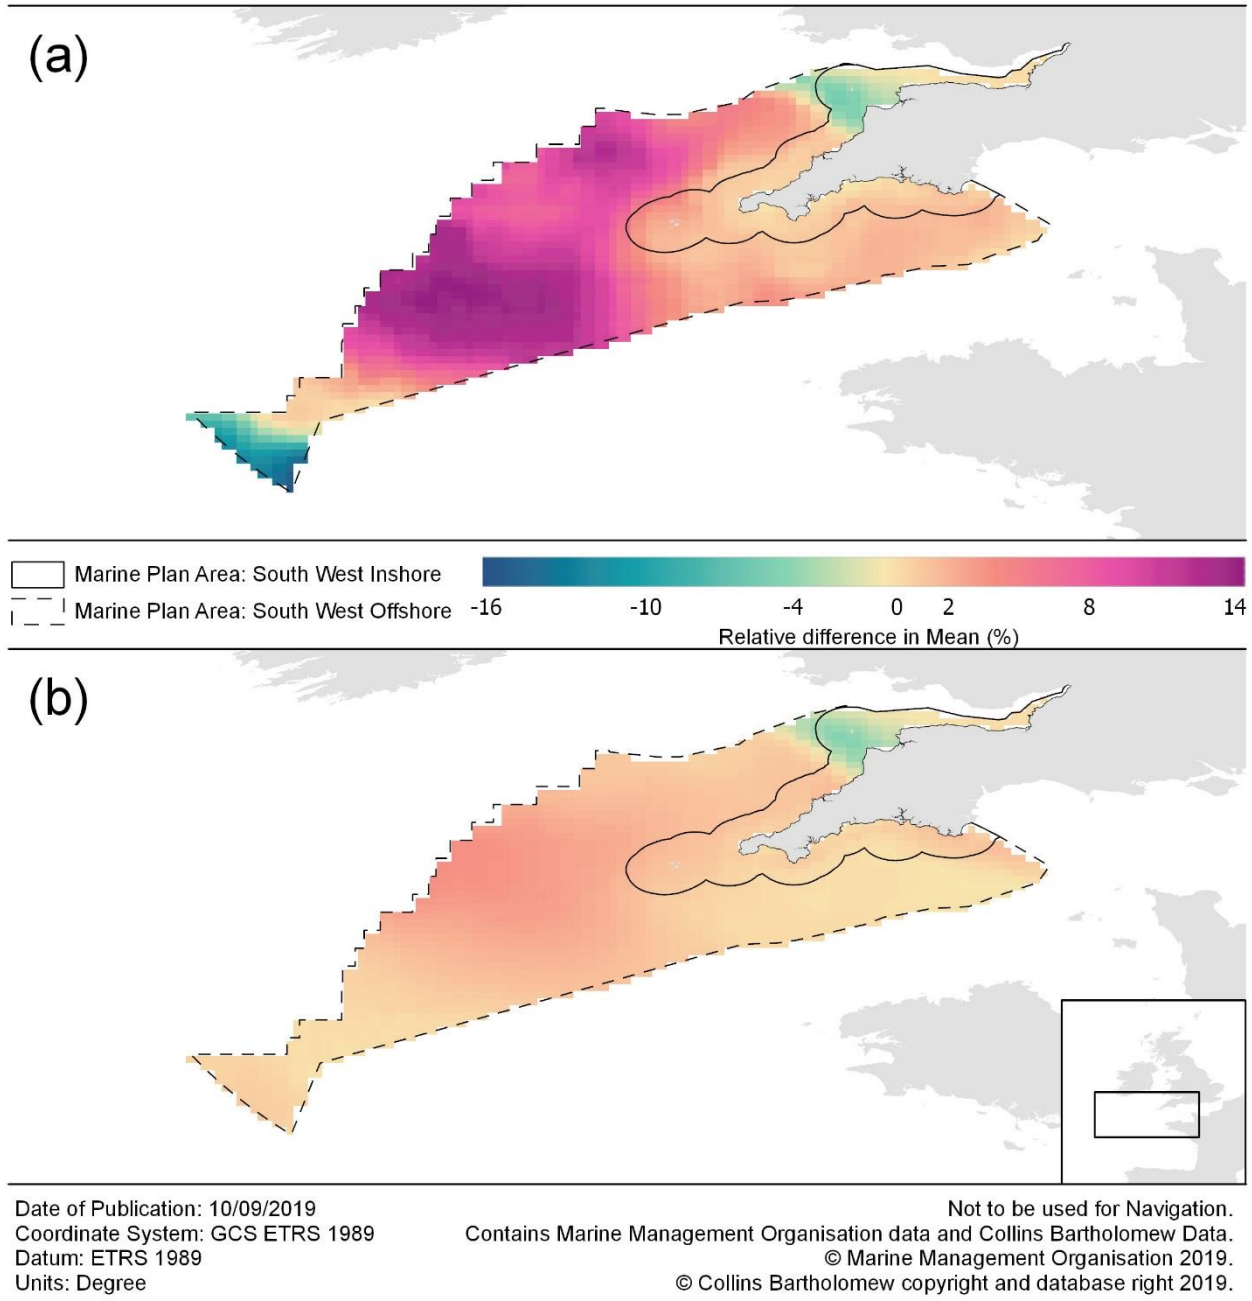 (a)
Marine Plan Area: South West Inshore
Marine Plan Area: South West Offshore
-16 -10 -4 0 2 8 14
Relative difference in Mean (%)
(b)
Date of Publication: 10/09/2019
Coordinate System: GCS ETRS 1989
Datum: ETRS 1989
Units: Degree
Not to be used for Navigation.
Contains Marine Management Organisation data and Collins Bartholomew Data.
© Marine Management Organisation 2019.
© Collins Bartholomew copyright and database right 2019.